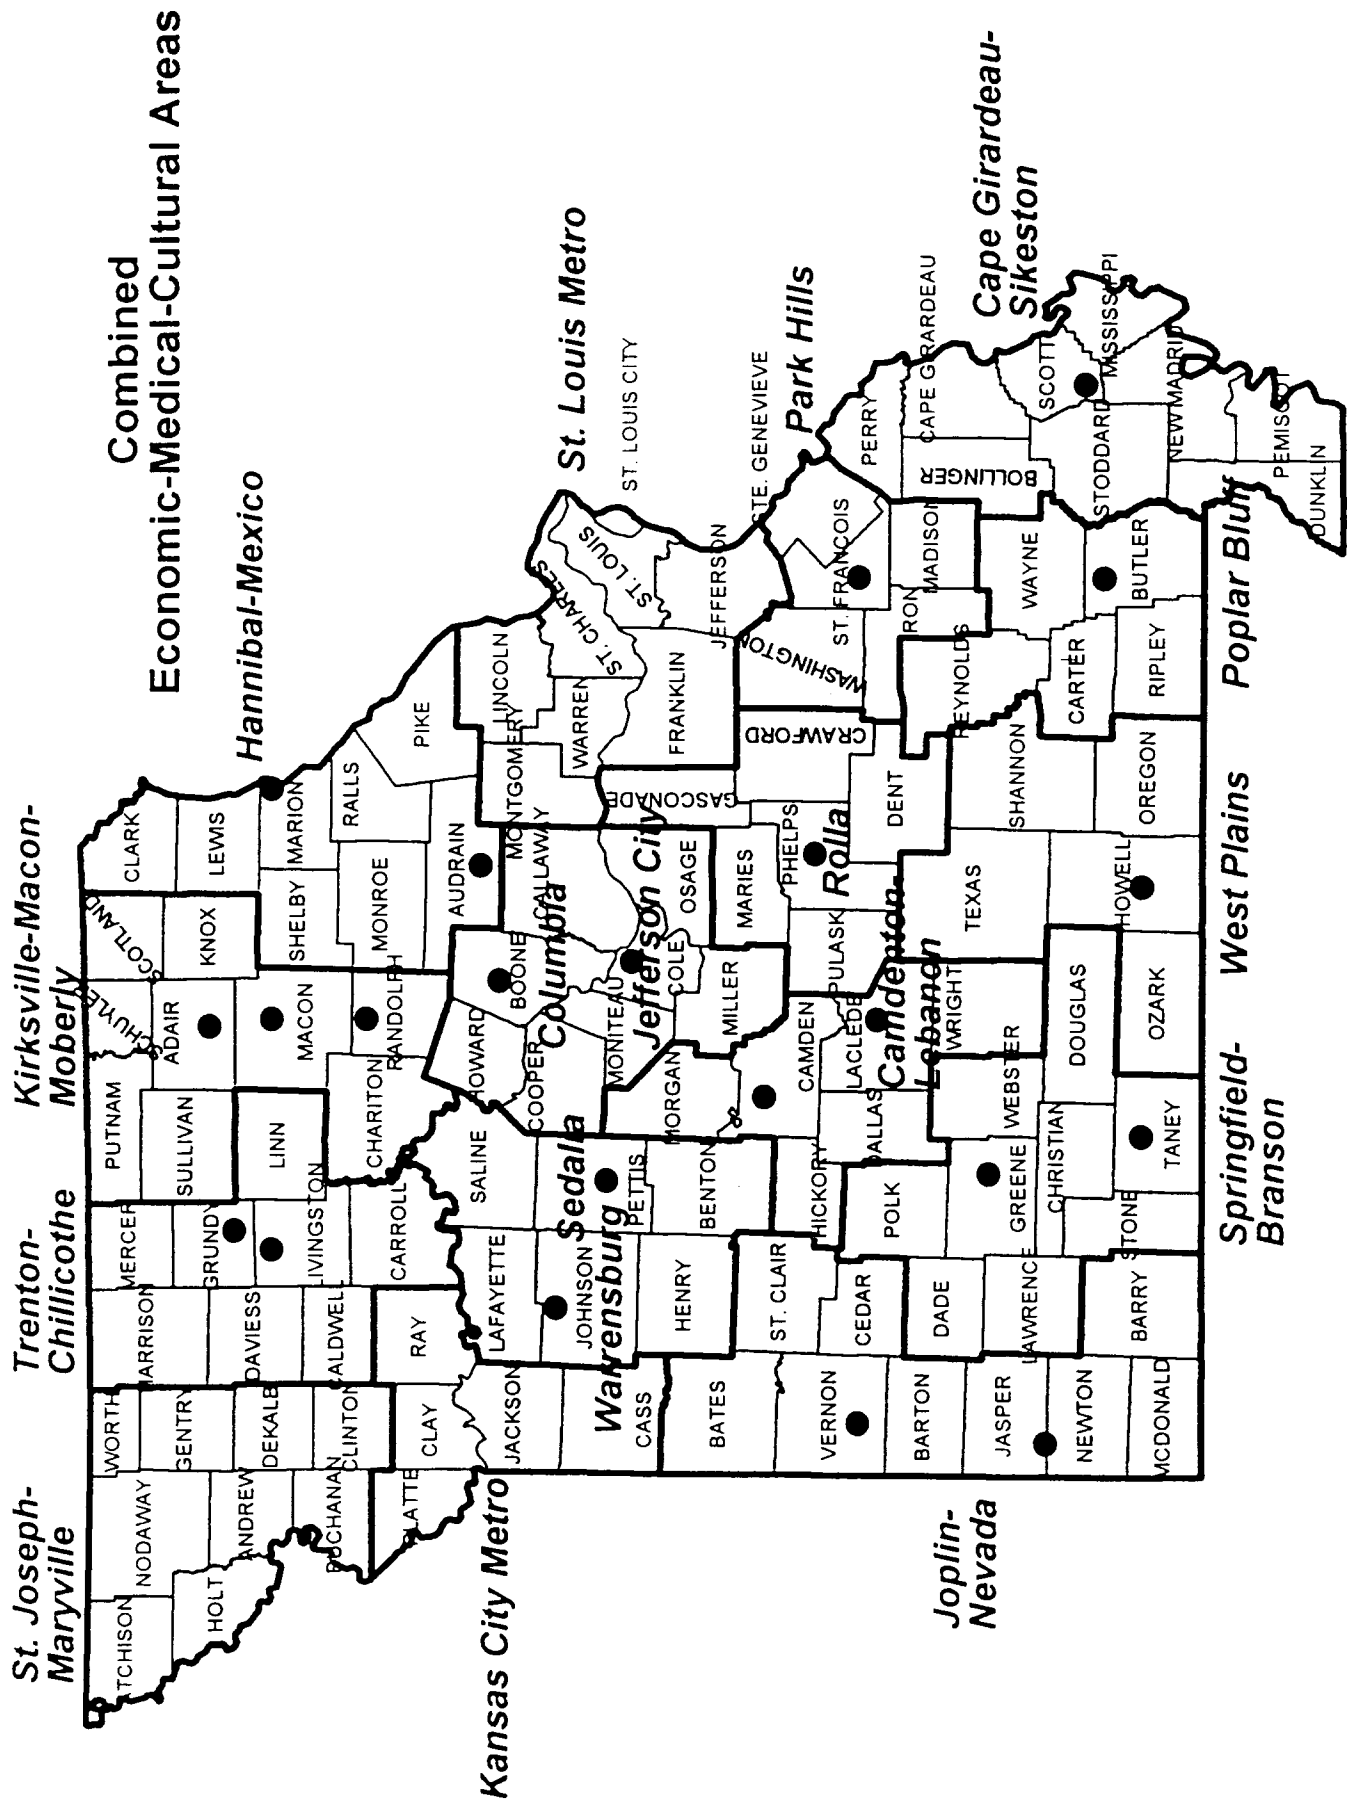 Combined
Economic-Medical-Cultural Areas
St. Joseph-
Maryville
Trenton-
Chillicothe
Kirksville-Macon-
Moberly
Hannibal-Mexico
Kansas City Metro
Warrensburg
Sedalia
Columbia
Jefferson City
St. Louis Metro
Rolla
Park Hills
Camdenton-
Lebanon
Cape Girardeau-
Sikeston
Joplin-
Nevada
Springfield-
Branson
West Plains
Poplar Bluff
TCHISON
NODAWAY
WORTH
HARRISON
MERCER
PUTNAM
CHUYLE
SCOTLAND
CLARK
HOLT
GENTRY
GRUNDY
SULLIVAN
ADAIR
KNOX
LEWIS
ANDREW
DEKALB
DAVIESS
LINN
MACON
SHELBY
MARION
BUCHANAN
CLINTON
CALDWELL
LIVINGSTON
CHARITON
RANDOLPH
MONROE
RALLS
PIKE
PLATTE
CLAY
RAY
CARROLL
SALINE
HOWARD
BOONE
AUDRAIN
MONTGOMERY
LINCOLN
JACKSON
LAFAYETTE
COOPER
CALLAWAY
WARREN
ST. CHARLES
ST. LOUIS
ST. LOUIS CITY
CASS
JOHNSON
PETTIS
MONITEAU
COLE
OSAGE
GASCONADE
FRANKLIN
JEFFERSON
BATES
HENRY
BENTON
MORGAN
MILLER
MARIES
CRAWFORD
WASHINGTON
STE. GENEVIEVE
ST. CLAIR
HICKORY
CAMDEN
PULASK
PHELPS
DENT
IRON
ST. FRANCOIS
PERRY
VERNON
CEDAR
POLK
DALLAS
LACLEDE
TEXAS
REYNOLDS
MADISON
BOLLINGER
CAPE GIRARDEAU
BARTON
DADE
GREENE
WEBSTER
WRIGHT
SHANNON
CARTER
WAYNE
STODDARD
SCOTT
MISSISSIPPI
JASPER
LAWRENCE
CHRISTIAN
DOUGLAS
HOWELL
OREGON
RIPLEY
BUTLER
NEW MADRID
NEWTON
MCDONALD
BARRY
STONE
TANEY
OZARK
DUNKLIN
PEMISCOT